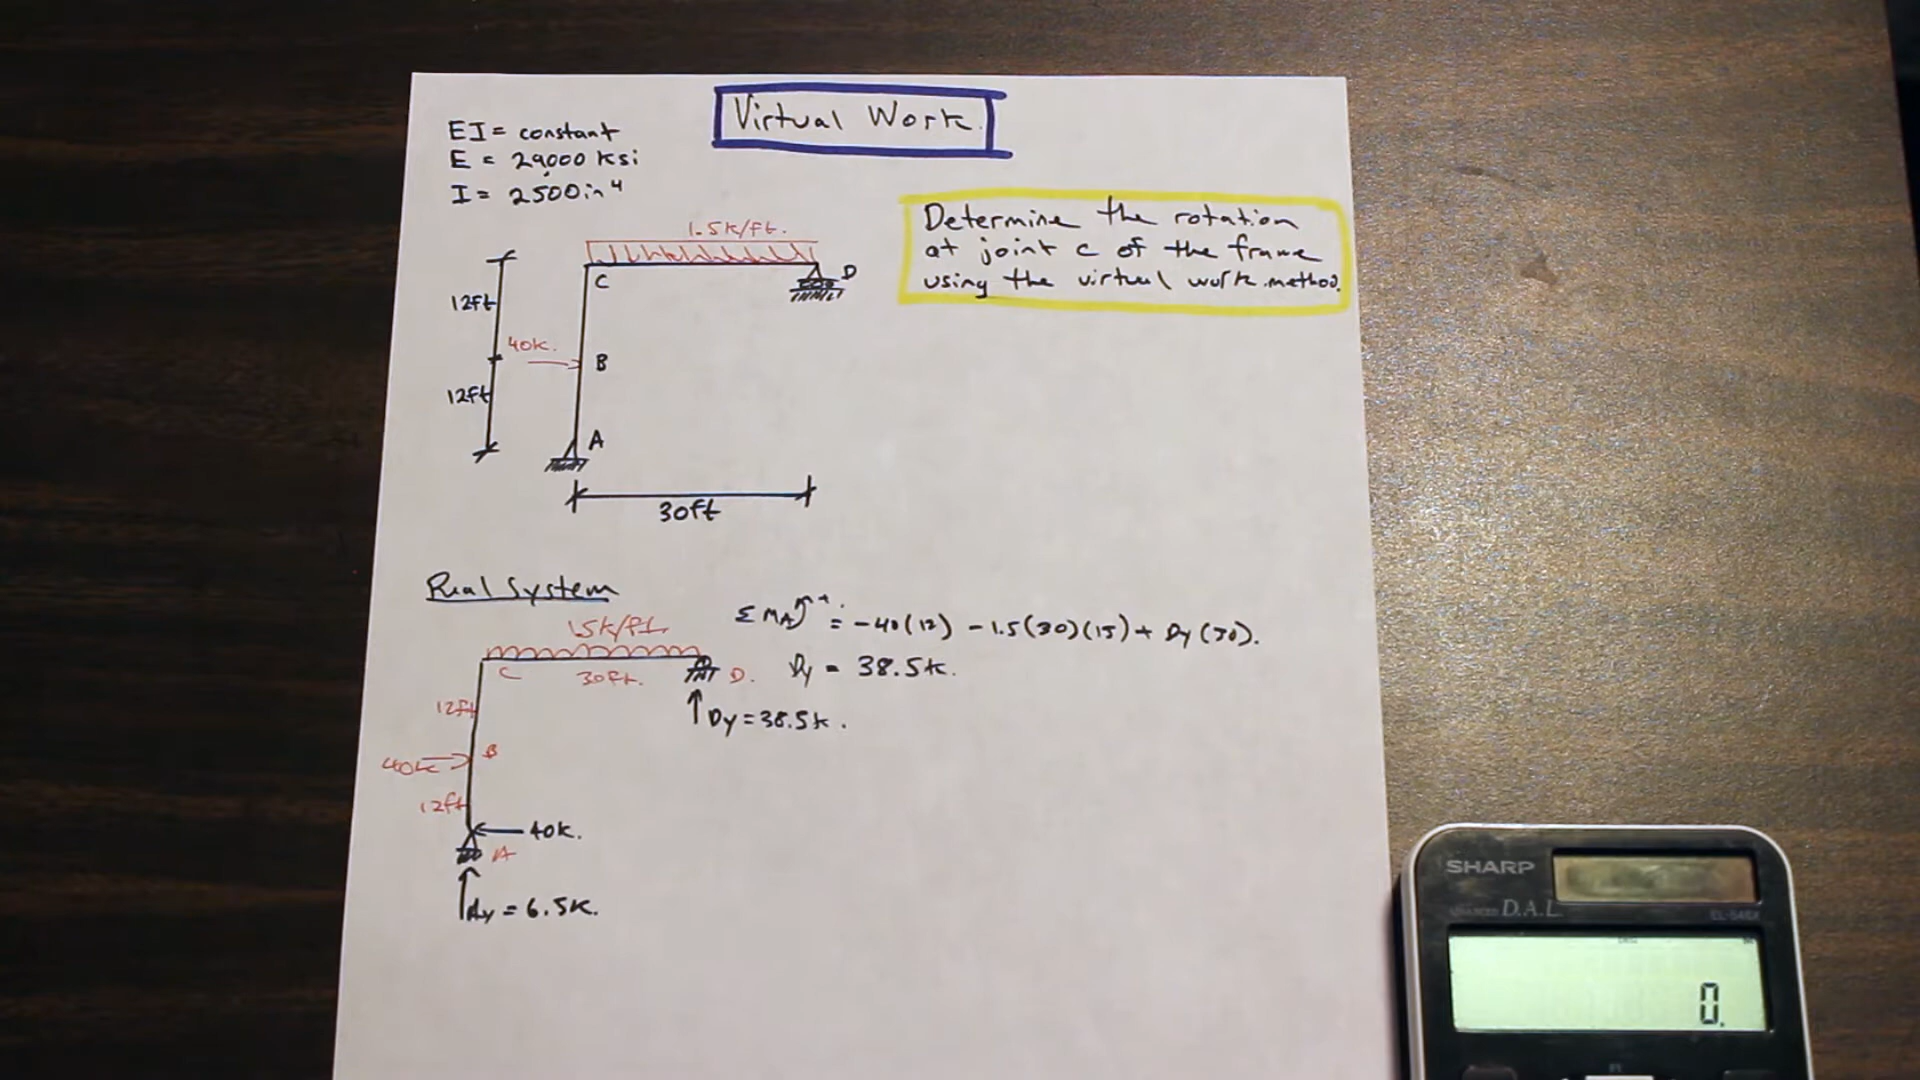 Virtual Work.
EI = constant
E = 29,000 ksi
I = 2500 in⁴
Determine the rotation
at joint C of the frame
using the virtual work method.
1.5k/ft.
C
D
12ft
40k.
B
12ft
A
30ft
Real System
ΣMA⤴+ = -40(12) - 1.5(30)(15) + Dy(30).
1.5k/ft.
Dy = 38.5k.
C
30ft.
D.
12ft
Dy = 38.5k.
B
40k
12ft
40k.
A
Ay = 6.5k.
SHARP
ADVANCED D.A.L.
0.